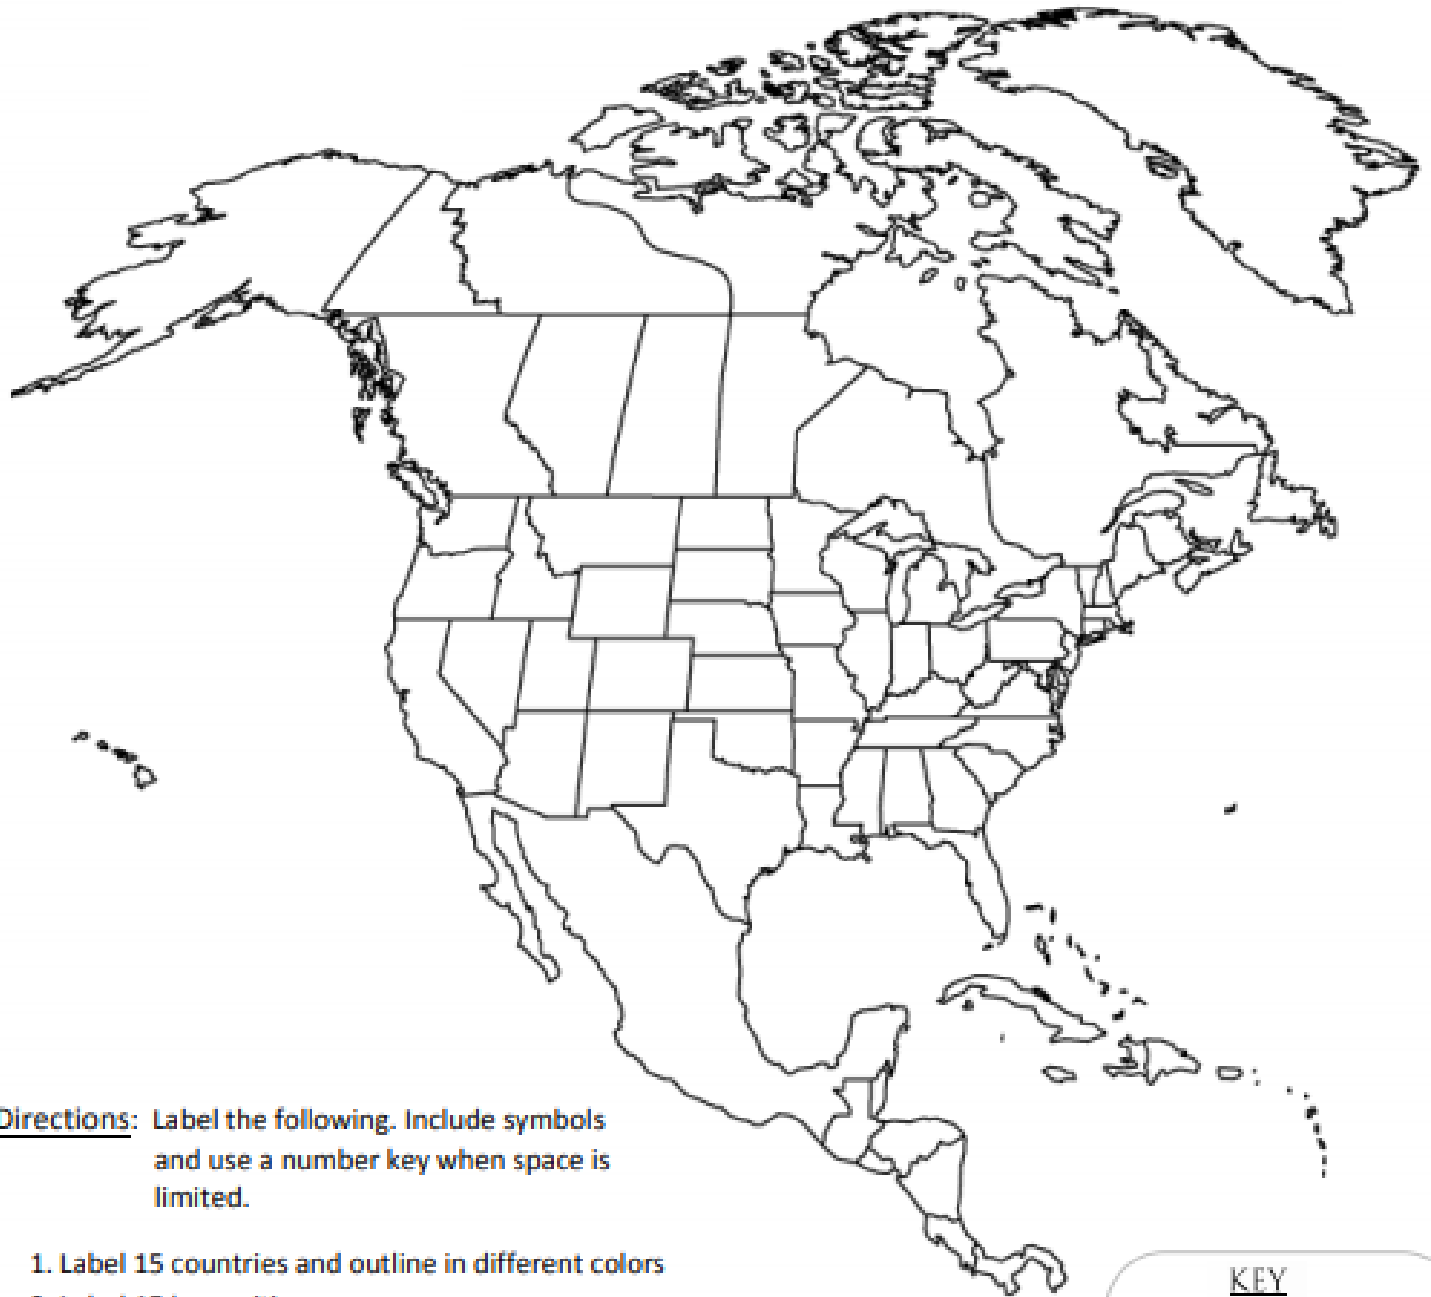 Directions: Label the following. Include symbols
and use a number key when space is
limited.
1. Label 15 countries and outline in different colors
KEY